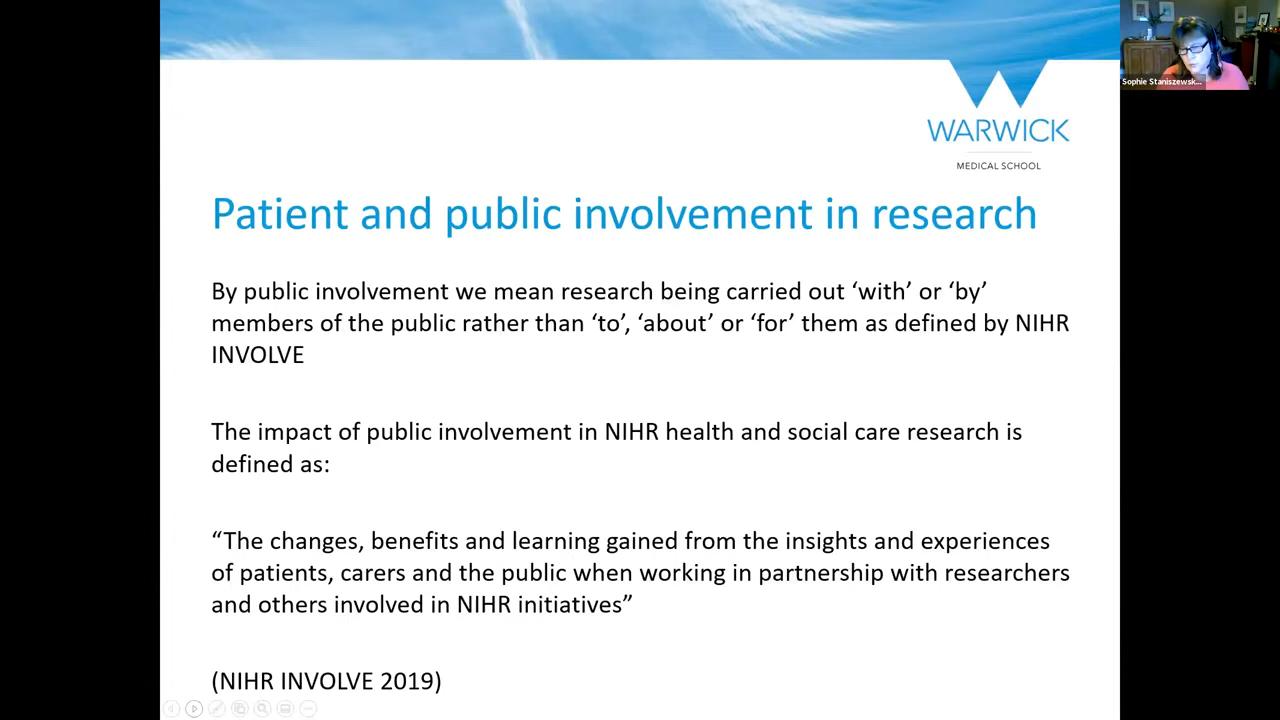 Sophie Staniszewsk...
WARWICK
MEDICAL SCHOOL
Patient and public involvement in research
By public involvement we mean research being carried out ‘with’ or ‘by’
members of the public rather than ‘to’, ‘about’ or ‘for’ them as defined by NIHR
INVOLVE
The impact of public involvement in NIHR health and social care research is
defined as:
“The changes, benefits and learning gained from the insights and experiences
of patients, carers and the public when working in partnership with researchers
and others involved in NIHR initiatives”
(NIHR INVOLVE 2019)